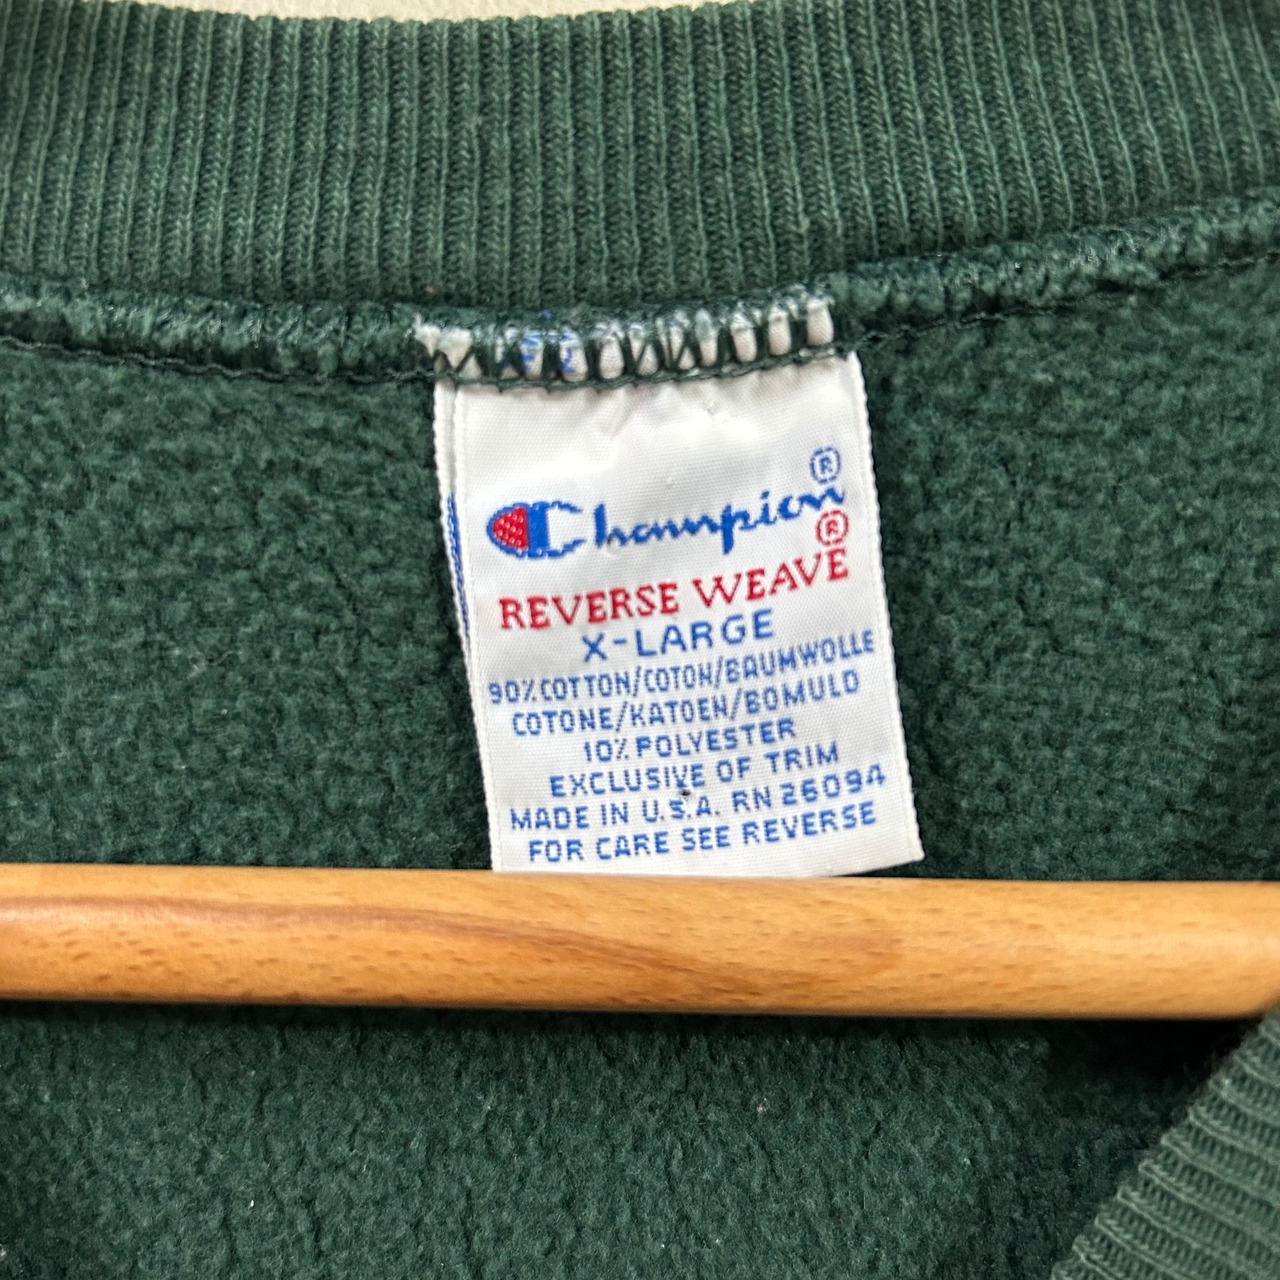 Champion®
REVERSE WEAVE®
X-LARGE
90% COTTON/COTON/BAUMWOLLE
COTONE/KATOEN/BOMULD
10% POLYESTER
EXCLUSIVE OF TRIM
MADE IN U.S.A. RN 26094
FOR CARE SEE REVERSE